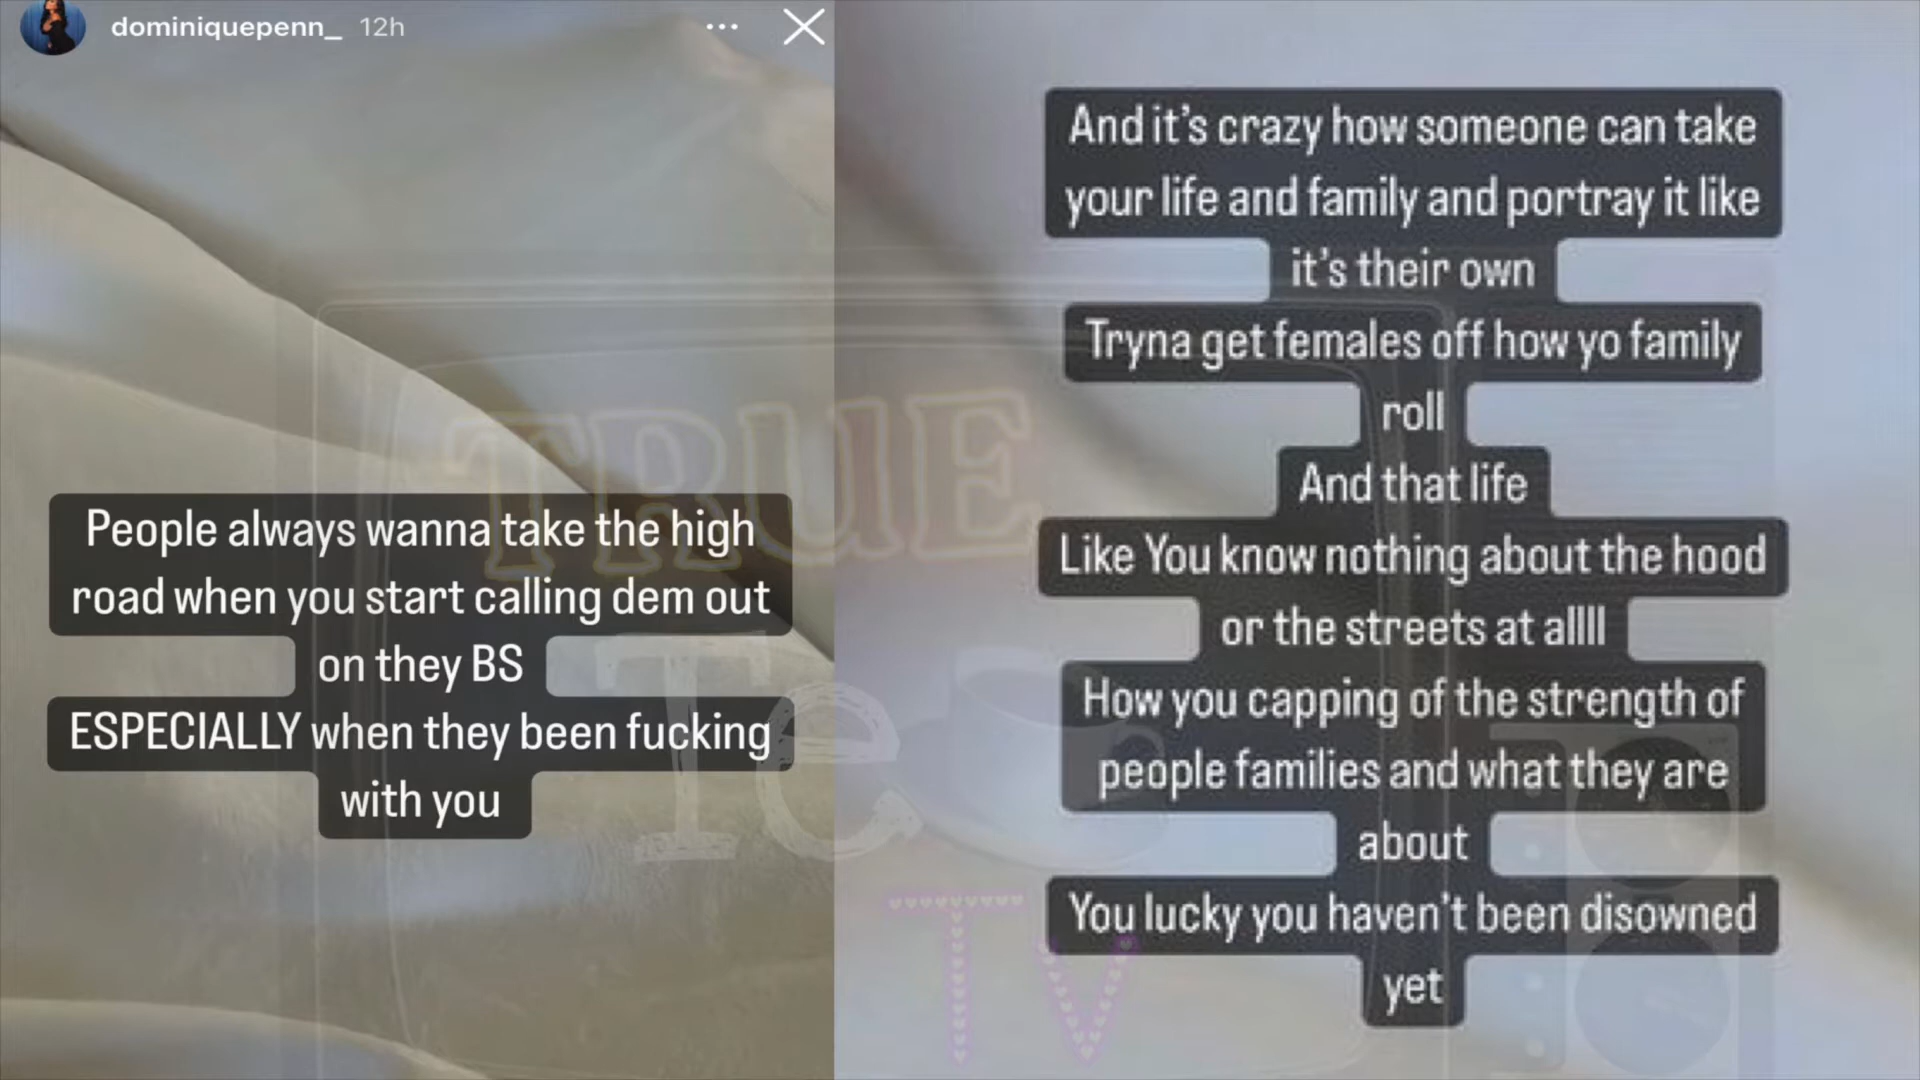 dominiquepenn_ 12h
People always wanna take the high
road when you start calling dem out
on they BS
ESPECIALLY when they been fucking
with you
And it's crazy how someone can take
your life and family and portray it like
it's their own
Tryna get females off how yo family
roll
And that life
Like You know nothing about the hood
or the streets at allll
How you capping of the strength of
people families and what they are
about
You lucky you haven't been disowned
yet
TRUE
Tea
TV